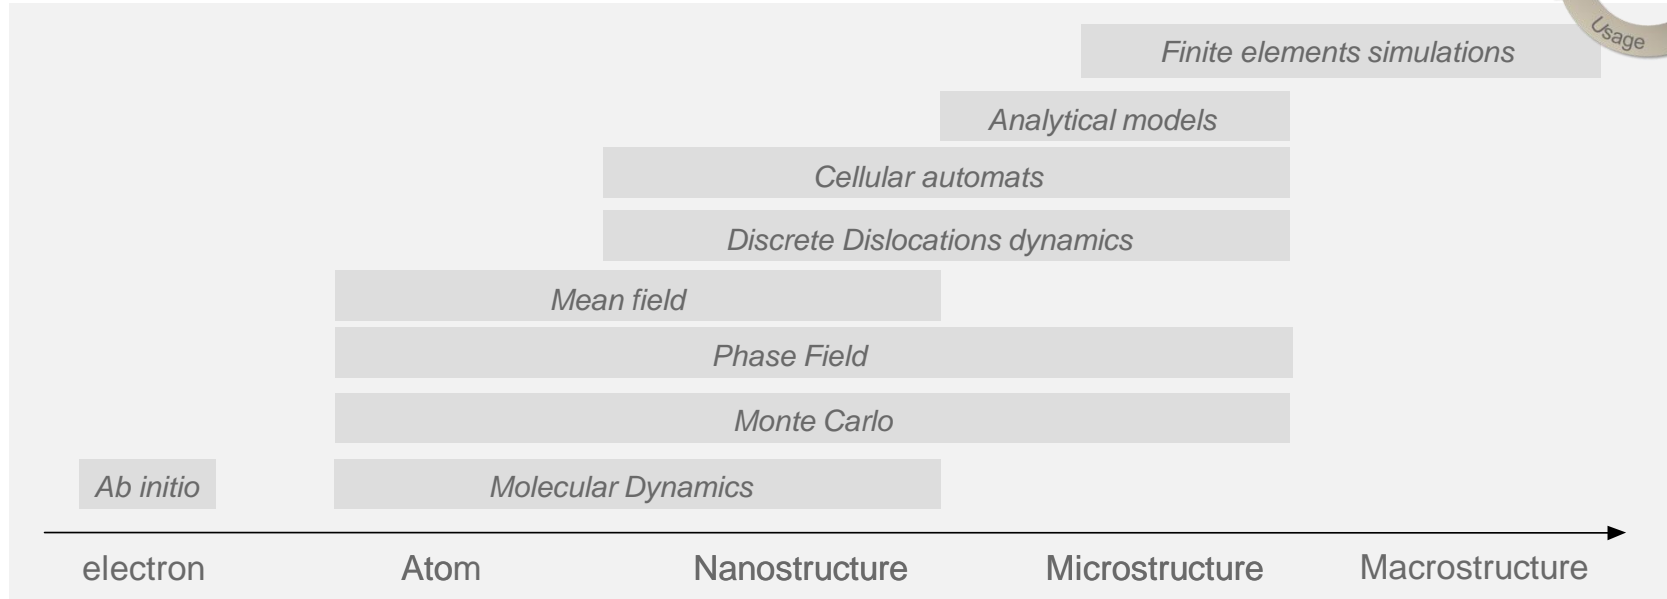 Usage
Finite elements simulations
Analytical models
Cellular automats
Discrete Dislocations dynamics
Mean field
Phase Field
Monte Carlo
Ab initio Molecular Dynamics
electron Atom Nanostructure Microstructure Macrostructure